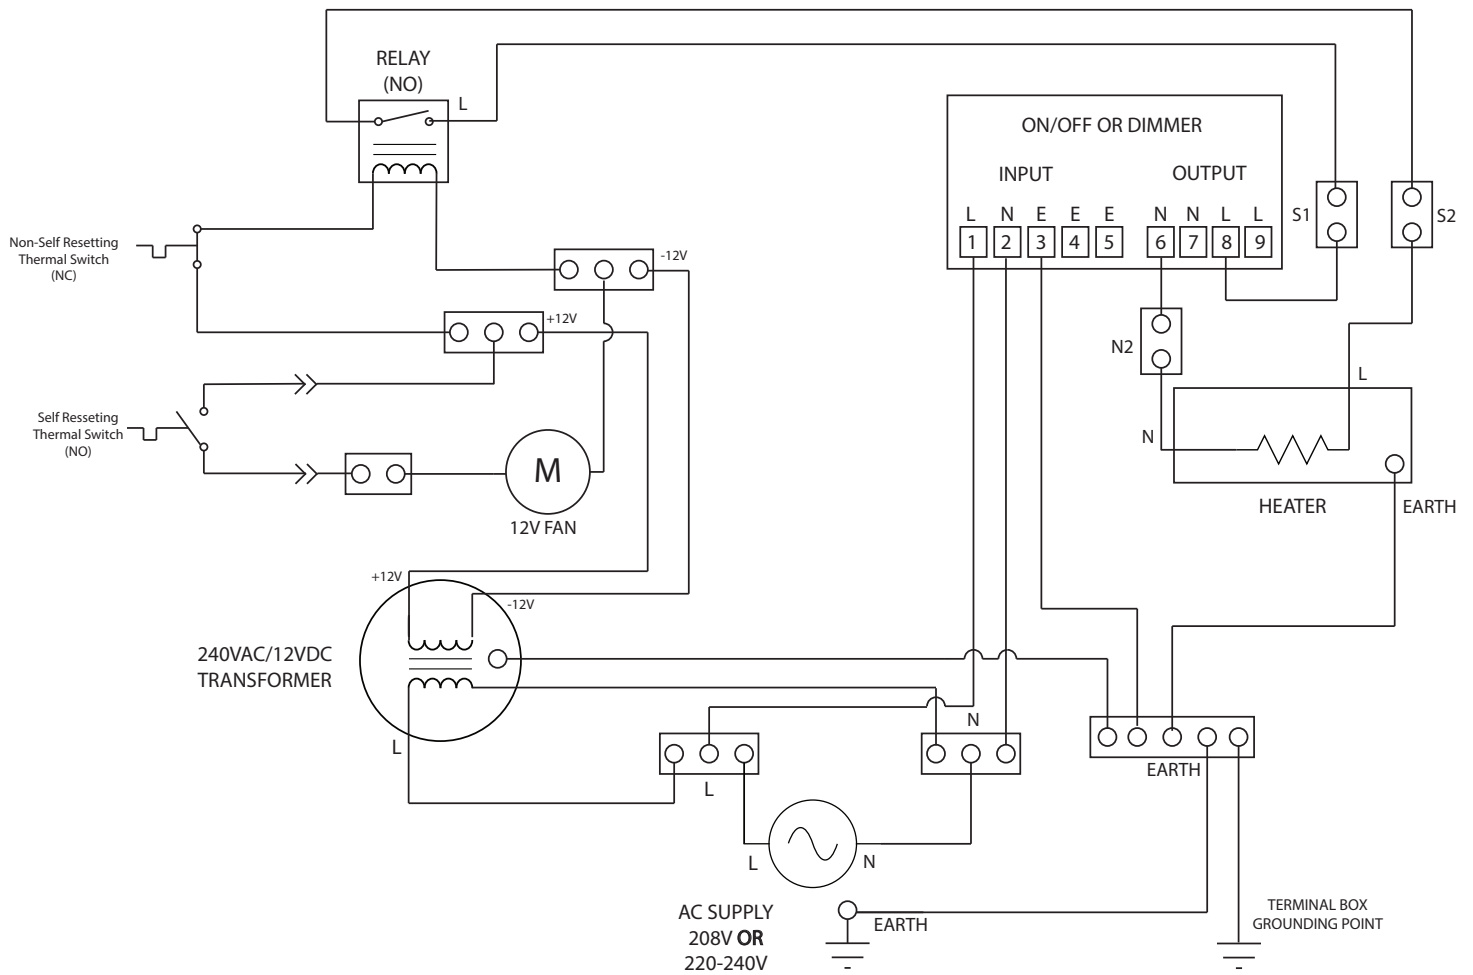 RELAY
(NO)
L
ON/OFF OR DIMMER
INPUT
OUTPUT
L N E E E N N L L
1 2 3 4 5 6 7 8 9
S1
S2
Non-Self Resetting
Thermal Switch
(NC)
-12V
+12V
N2
L
Self Resseting
Thermal Switch
(NO)
N
M
12V FAN
HEATER
EARTH
+12V
-12V
240VAC/12VDC
TRANSFORMER
L
N
L
EARTH
L
N
AC SUPPLY
208V OR
220-240V
EARTH
TERMINAL BOX
GROUNDING POINT